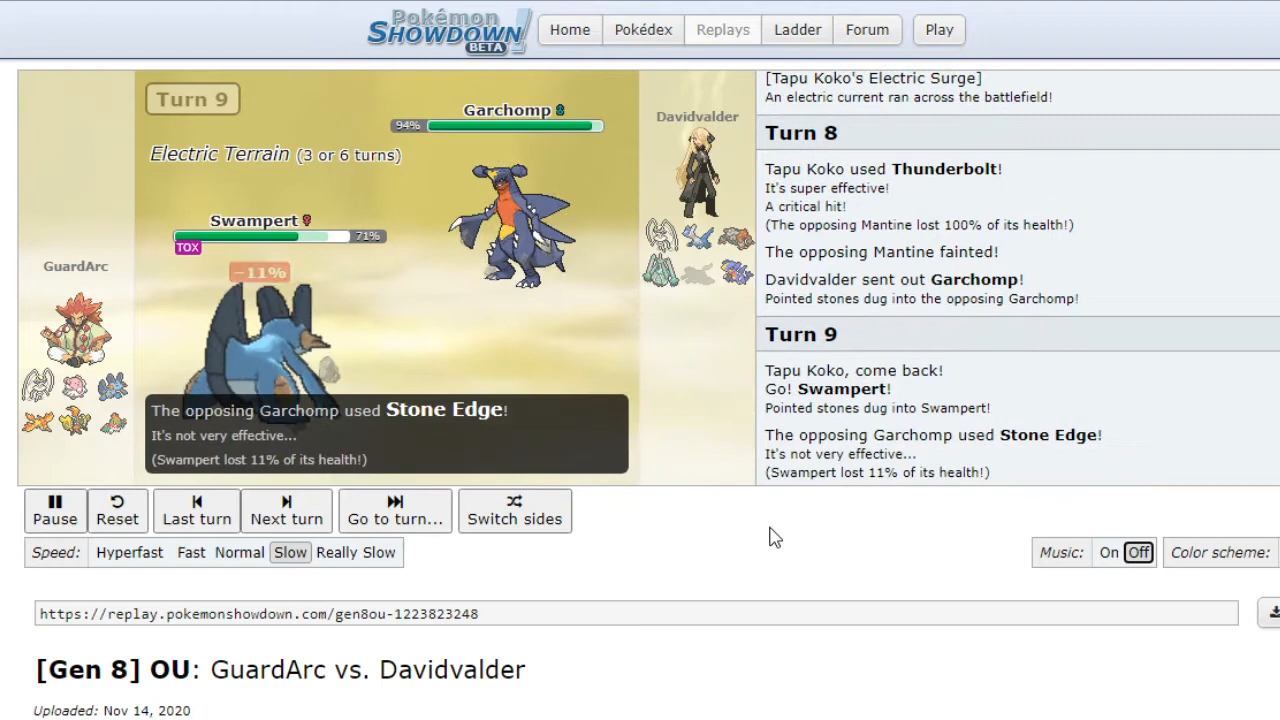 Pokémon
SHOWDOWN!
BETA
Home
Pokédex
Replays
Ladder
Forum
Play
Turn 9
Electric Terrain (3 or 6 turns)
Garchomp
94%
Swampert
71%
TOX
−11%
GuardArc
Davidvalder
The opposing Garchomp used Stone Edge!
It's not very effective...
(Swampert lost 11% of its health!)
[Tapu Koko's Electric Surge]
An electric current ran across the battlefield!
Turn 8
Tapu Koko used Thunderbolt!
It's super effective!
A critical hit!
(The opposing Mantine lost 100% of its health!)
The opposing Mantine fainted!
Davidvalder sent out Garchomp!
Pointed stones dug into the opposing Garchomp!
Turn 9
Tapu Koko, come back!
Go! Swampert!
Pointed stones dug into Swampert!
The opposing Garchomp used Stone Edge!
It's not very effective...
(Swampert lost 11% of its health!)
Pause
Reset
Last turn
Next turn
Go to turn...
Switch sides
Speed: Hyperfast Fast Normal Slow Really Slow
Music: On Off
Color scheme:
https://replay.pokemonshowdown.com/gen8ou-1223823248
[Gen 8] OU: GuardArc vs. Davidvalder
Uploaded: Nov 14, 2020